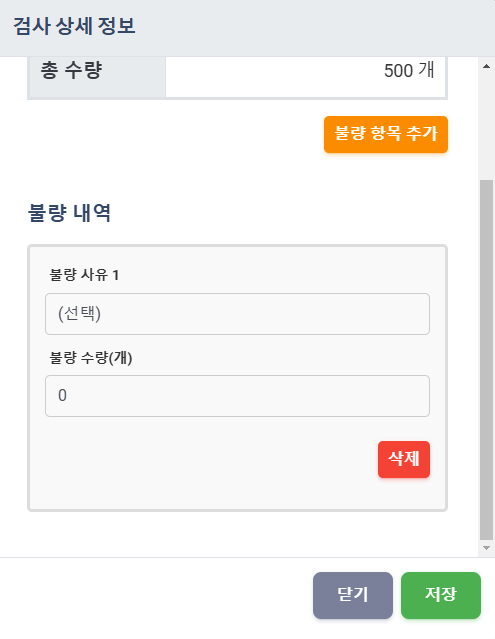 검사 상세 정보
총 수량 500 개
불량 항목 추가
불량 내역
불량 사유 1
(선택)
불량 수량(개)
0
삭제
닫기 저장